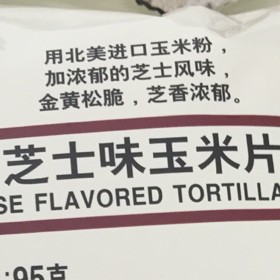 用北美进口玉米粉，
加浓郁的芝士风味，
金黄松脆，芝香浓郁。
芝士味玉米片
SE FLAVORED TORTILLA
:95克